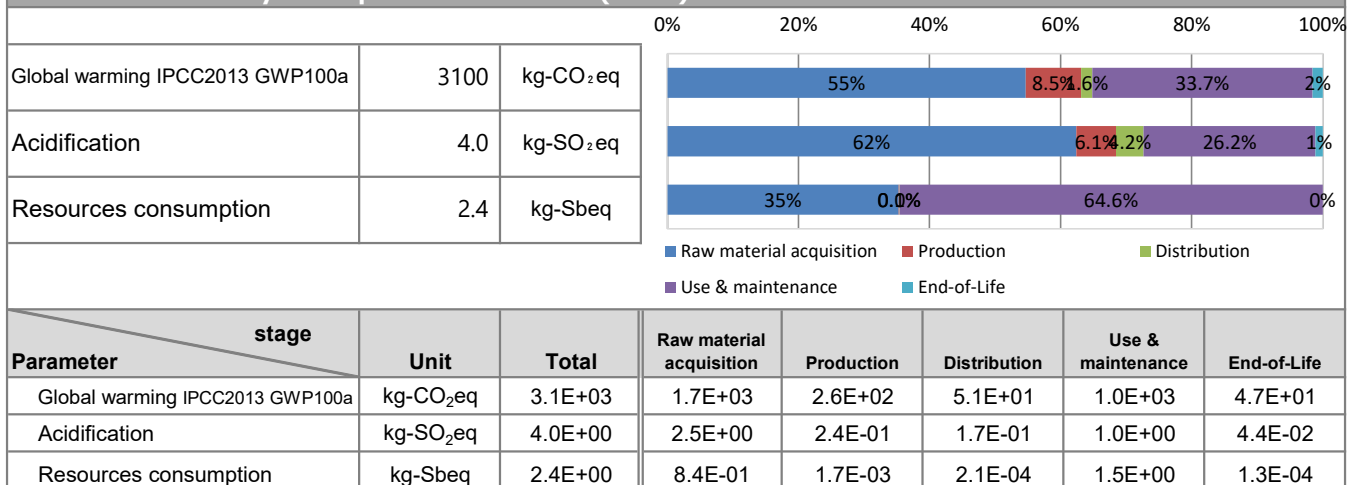 0% 20% 40% 60% 80% 100%
Global warming IPCC2013 GWP100a 3100 kg-CO₂eq 55% 8.5% 1.6% 33.7% 2%
Acidification 4.0 kg-SO₂eq 62% 6.1% 4.2% 26.2% 1%
Resources consumption 2.4 kg-Sbeq 35% 64.6% 0%
Raw material acquisition Production Distribution
Use & maintenance End-of-Life
stage
Parameter Unit Total Raw material acquisition Production Distribution Use & maintenance End-of-Life
Global warming IPCC2013 GWP100a kg-CO₂eq 3.1E+03 1.7E+03 2.6E+02 5.1E+01 1.0E+03 4.7E+01
Acidification kg-SO₂eq 4.0E+00 2.5E+00 2.4E-01 1.7E-01 1.0E+00 4.4E-02
Resources consumption kg-Sbeq 2.4E+00 8.4E-01 1.7E-03 2.1E-04 1.5E+00 1.3E-04